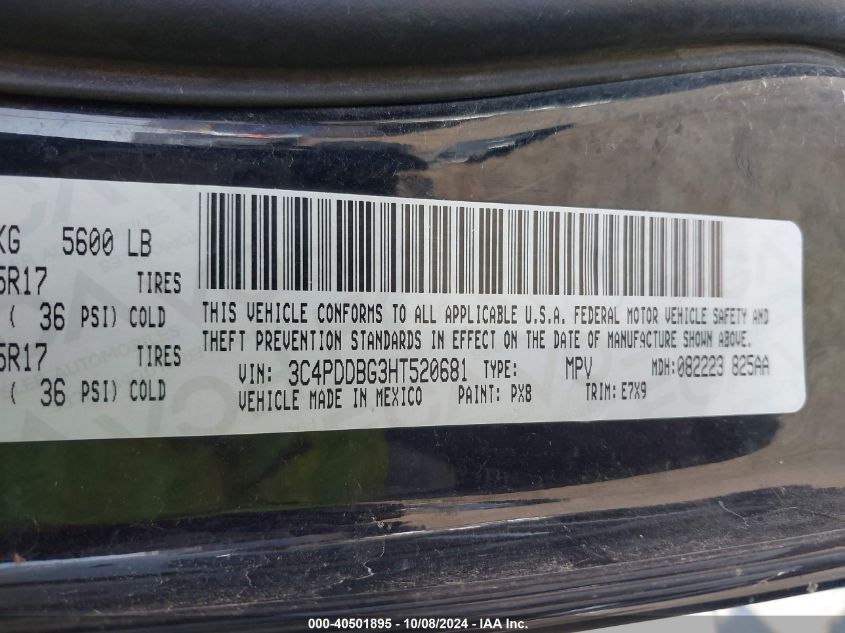 KG 5600 LB
5R17 TIRES
( 36 PSI) COLD
5R17 TIRES
( 36 PSI) COLD
THIS VEHICLE CONFORMS TO ALL APPLICABLE U.S.A. FEDERAL MOTOR VEHICLE SAFETY AND
THEFT PREVENTION STANDARDS IN EFFECT ON THE DATE OF MANUFACTURE SHOWN ABOVE.
VIN: 3C4PDDBG3HT520681 TYPE: MPV MDH:082223 825AA
VEHICLE MADE IN MEXICO PAINT: PX8 TRIM: E7X9
000-40501895 - 10/08/2024 - IAA Inc.